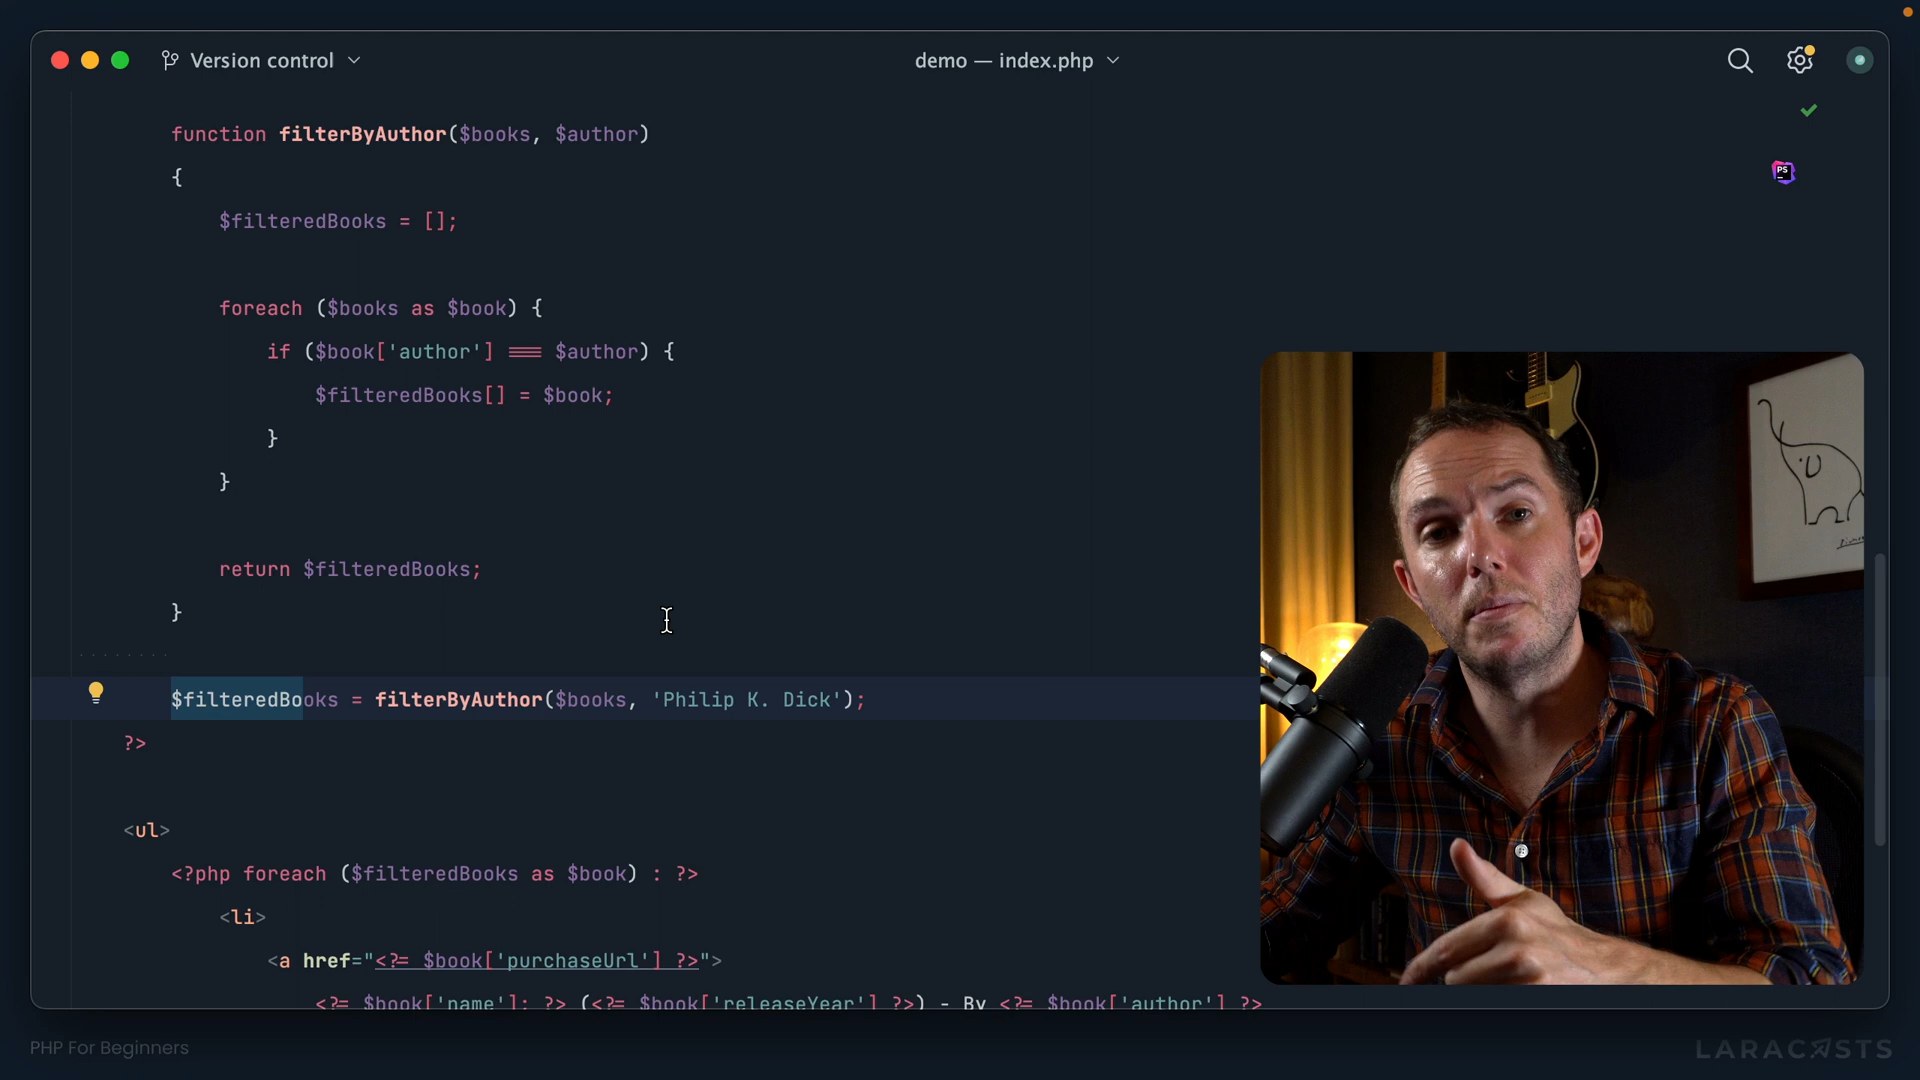 Version control
demo — index.php
function filterByAuthor($books, $author)
{
$filteredBooks = [];
foreach ($books as $book) {
if ($book['author'] === $author) {
$filteredBooks[] = $book;
}
}
return $filteredBooks;
}
$filteredBooks = filterByAuthor($books, 'Philip K. Dick');
?>
<ul>
<?php foreach ($filteredBooks as $book) : ?>
<li>
<a href="<?= $book['purchaseUrl'] ?>">
<?= $book['name']; ?> (<?= $book['releaseYear'] ?>) - By <?= $book['author'] ?>
PS
PHP For Beginners
LARACASTS